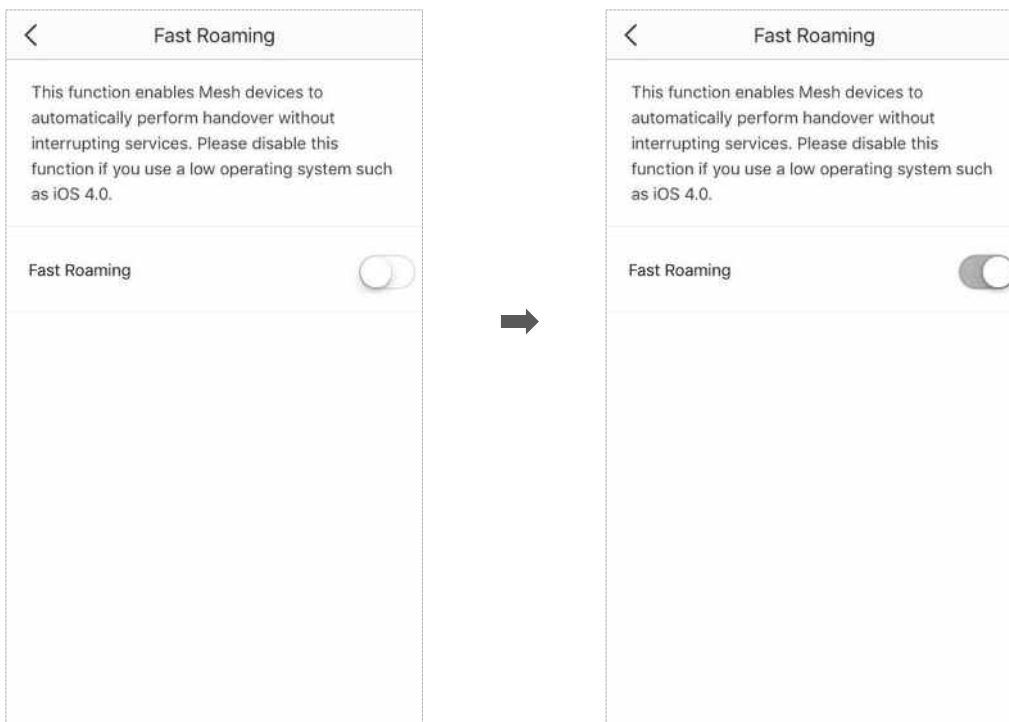 Fast Roaming
This function enables Mesh devices to
automatically perform handover without
interrupting services. Please disable this
function if you use a low operating system such
as iOS 4.0.
Fast Roaming
Fast Roaming
This function enables Mesh devices to
automatically perform handover without
interrupting services. Please disable this
function if you use a low operating system such
as iOS 4.0.
Fast Roaming